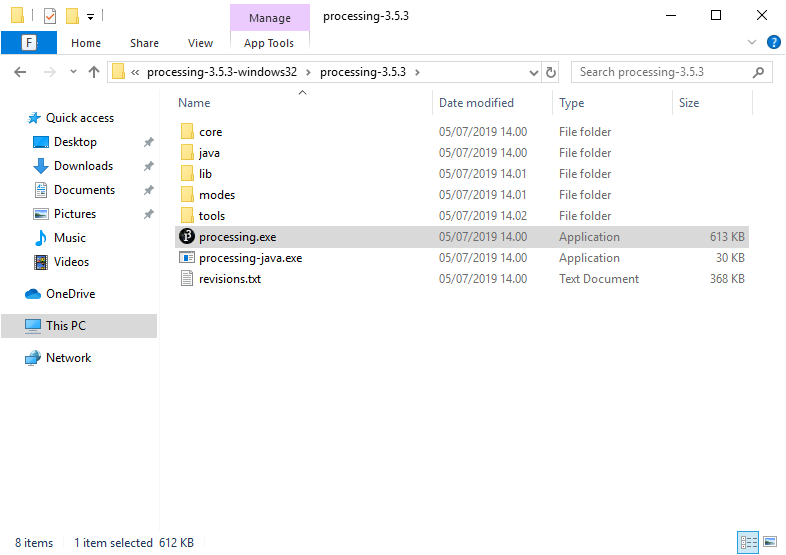 Manage
processing-3.5.3
F
Home Share View App Tools
« processing-3.5.3-windows32 > processing-3.5.3 >
Search processing-3.5.3
Name Date modified Type Size
Quick access
Desktop
Downloads
Documents
Pictures
Music
Videos
OneDrive
This PC
Network
core 05/07/2019 14.00 File folder
java 05/07/2019 14.00 File folder
lib 05/07/2019 14.01 File folder
modes 05/07/2019 14.01 File folder
tools 05/07/2019 14.02 File folder
processing.exe 05/07/2019 14.00 Application 613 KB
processing-java.exe 05/07/2019 14.00 Application 30 KB
revisions.txt 05/07/2019 14.00 Text Document 368 KB
8 items 1 item selected 612 KB